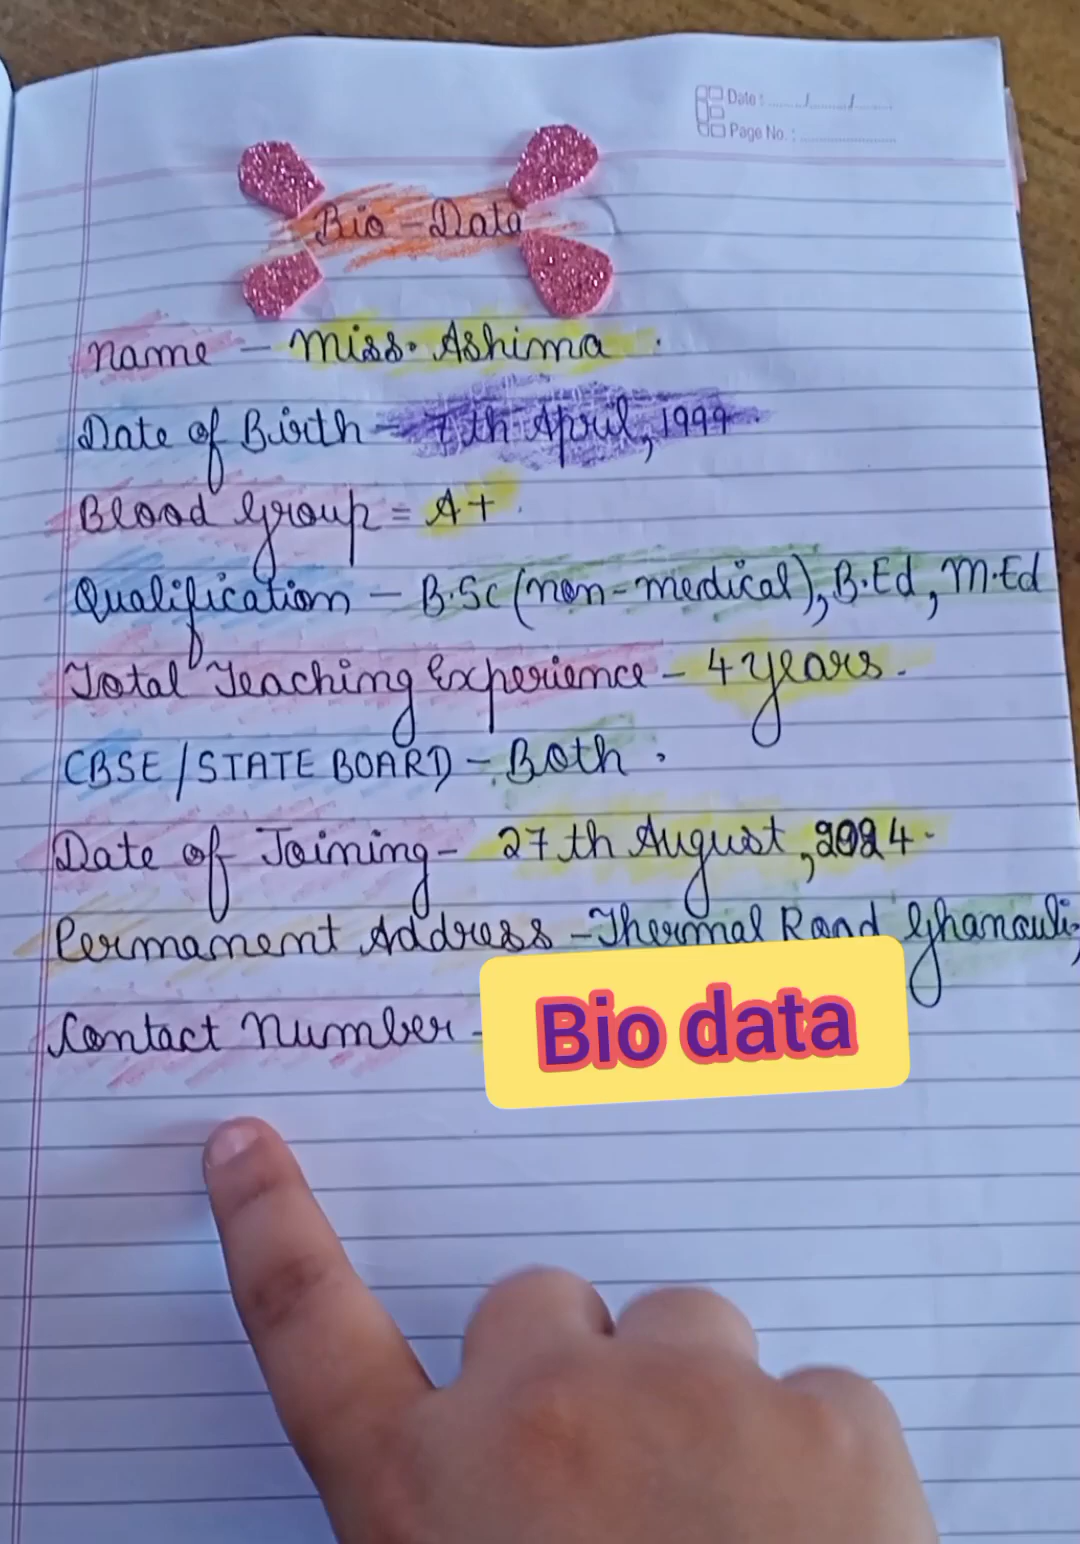 Date : ....../......./.......
Page No. : ....................
Bio - Data
Name - Miss. Ashima .
Date of Birth - 7th April, 1999
Blood Group = A+ .
Qualification - B.Sc (non-medical), B.Ed, M.Ed
Total Teaching Experience - 4 years .
CBSE / STATE BOARD - Both .
Date of Joining - 27th August, 2024 .
Permanent Address - Thermal Road Ghanauli,
Contact Number -
Bio data